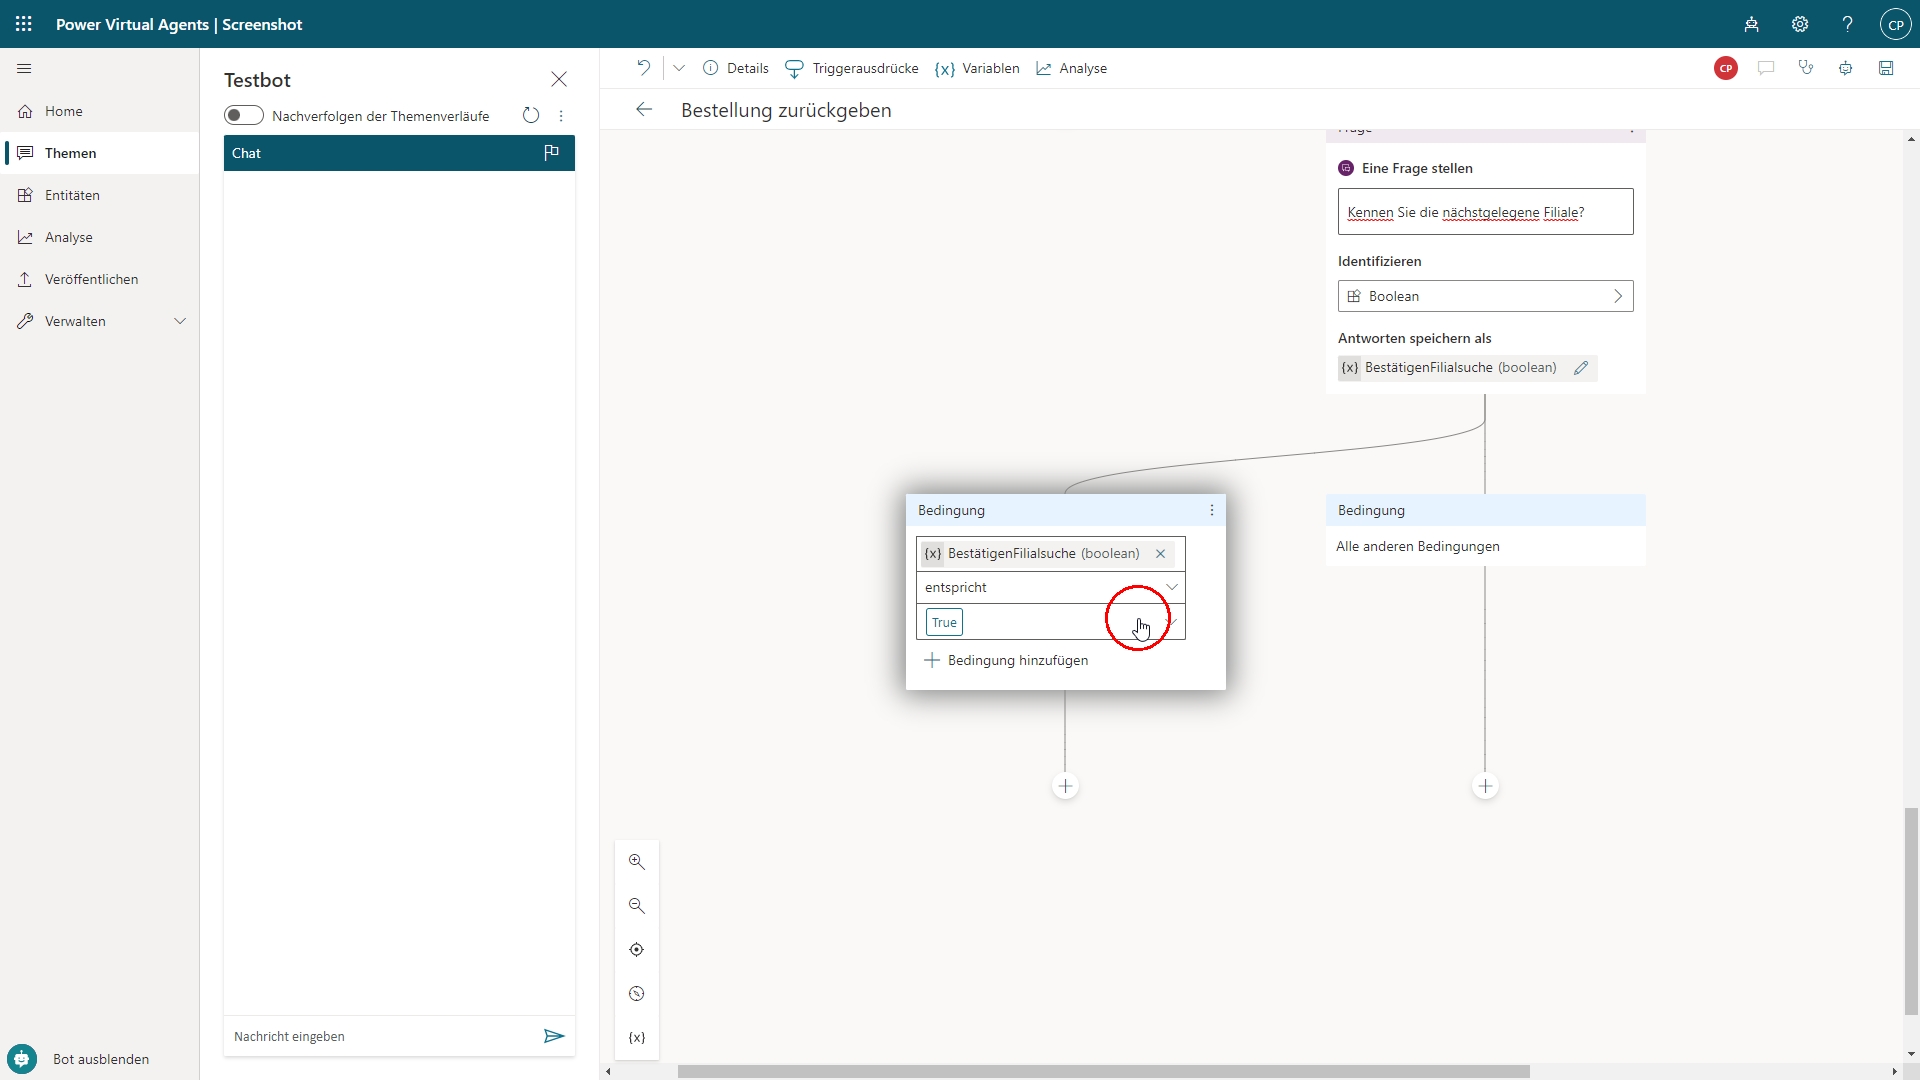 Power Virtual Agents | Screenshot
CP
Home
Themen
Entitäten
Analyse
Veröffentlichen
Verwalten
Bot ausblenden
Testbot
Nachverfolgen der Themenverläufe
Chat
Nachricht eingeben
Details
Triggerausdrücke
{x} Variablen
Analyse
CP
Bestellung zurückgeben
Frage
Eine Frage stellen
Kennen Sie die nächstgelegene Filiale?
Identifizieren
Boolean
Antworten speichern als
{x} BestätigenFilialsuche (boolean)
Bedingung
{x} BestätigenFilialsuche (boolean)
entspricht
True
Bedingung hinzufügen
Bedingung
Alle anderen Bedingungen
{x}